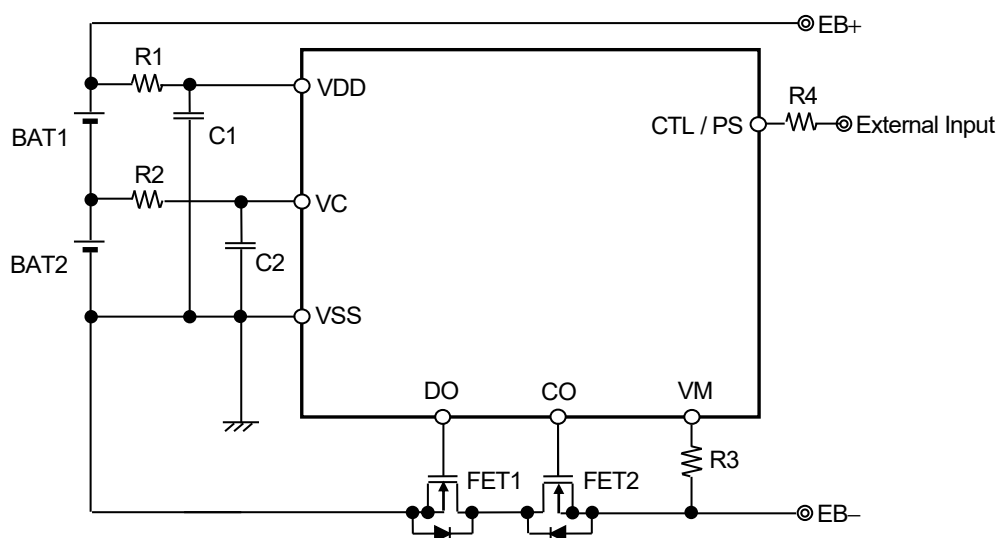 EB+
R1
VDD
R4
BAT1
C1
CTL / PS
External Input
R2
VC
BAT2
C2
VSS
DO
CO
VM
FET1
FET2
R3
EB–